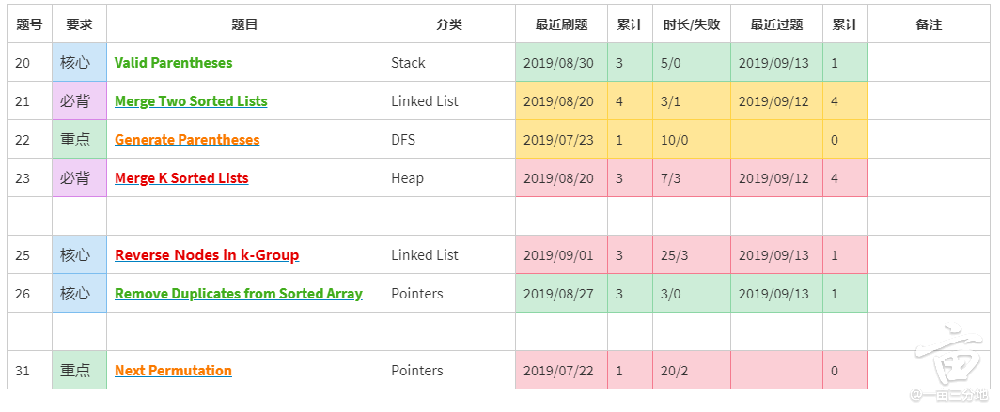 题号 要求 题目 分类 最近刷题 累计 时长/失败 最近过题 累计 备注
20 核心 Valid Parentheses Stack 2019/08/30 3 5/0 2019/09/13 1
21 必背 Merge Two Sorted Lists Linked List 2019/08/20 4 3/1 2019/09/12 4
22 重点 Generate Parentheses DFS 2019/07/23 1 10/0 0
23 必背 Merge K Sorted Lists Heap 2019/08/20 3 7/3 2019/09/12 4
25 核心 Reverse Nodes in k-Group Linked List 2019/09/01 3 25/3 2019/09/13 1
26 核心 Remove Duplicates from Sorted Array Pointers 2019/08/27 3 3/0 2019/09/13 1
31 重点 Next Permutation Pointers 2019/07/22 1 20/2 0
亩
@一亩三分地